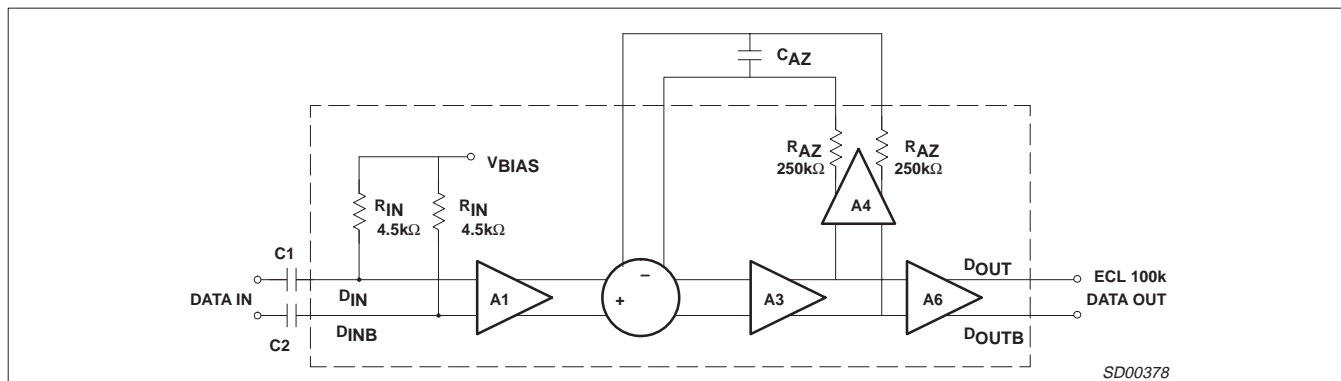 CAZ
RAZ
250kΩ
RAZ
250kΩ
VBIAS
RIN
4.5kΩ
RIN
4.5kΩ
A4
C1
DATA IN
C2
DIN
DINB
A1
−
+
A3
A6
DOUT
DOUTB
ECL 100k
DATA OUT
SD00378